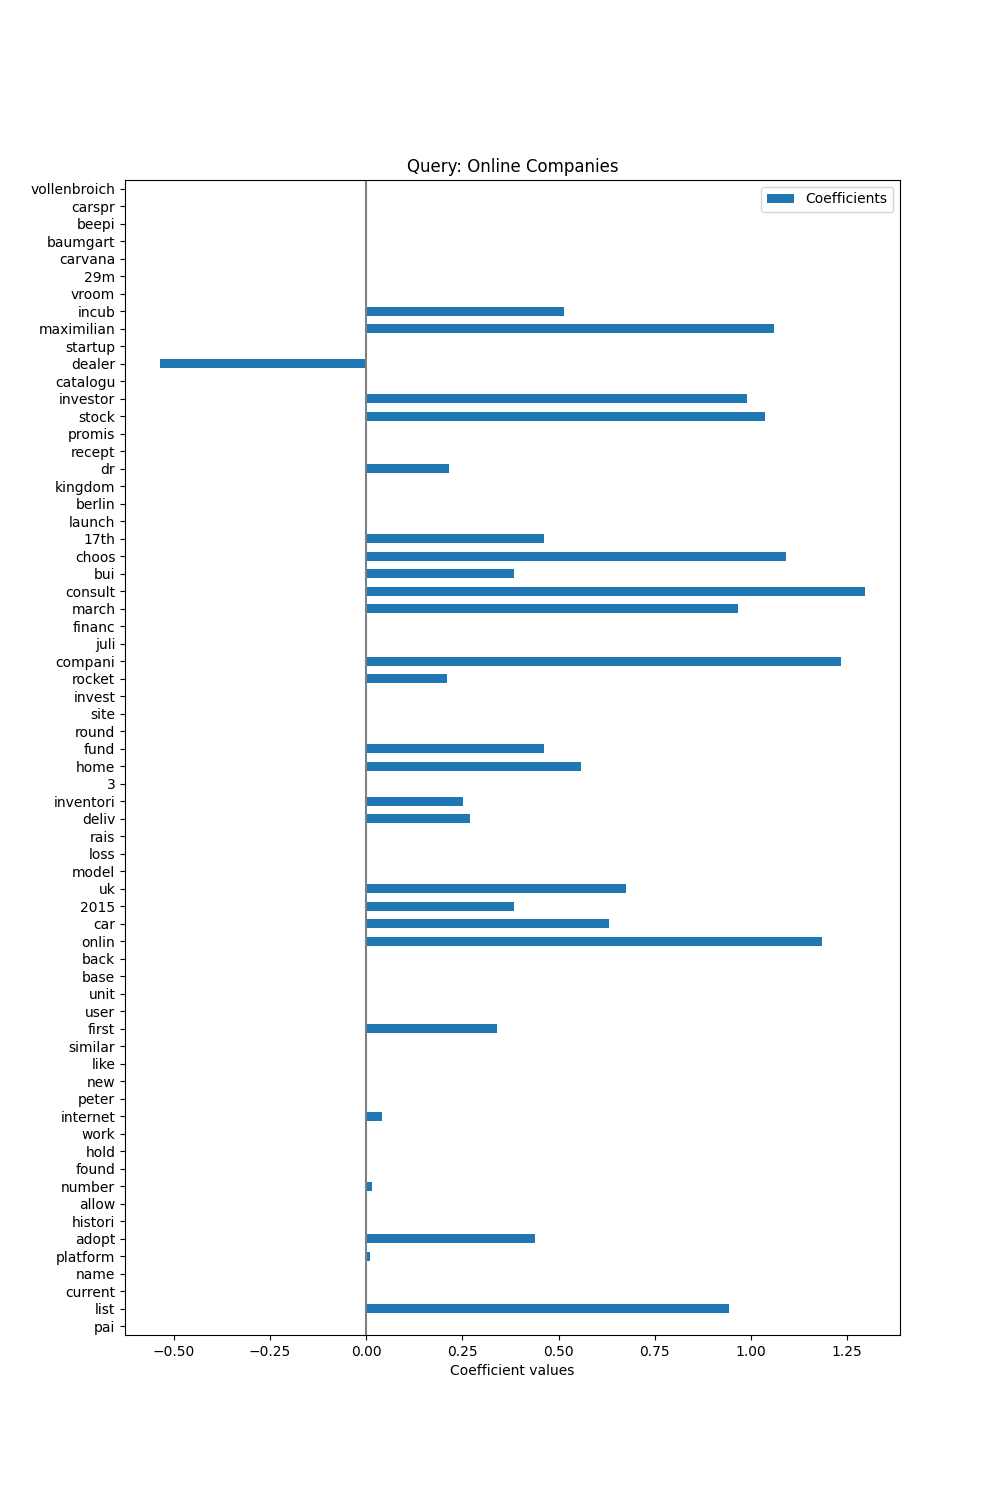 Query: Online Companies
Coefficients
vollenbroich
carspr
beepi
baumgart
carvana
29m
vroom
incub
maximilian
startup
dealer
catalogu
investor
stock
promis
recept
dr
kingdom
berlin
launch
17th
choos
bui
consult
march
financ
juli
compani
rocket
invest
site
round
fund
home
3
inventori
deliv
rais
loss
model
uk
2015
car
onlin
back
base
unit
user
first
similar
like
new
peter
internet
work
hold
found
number
allow
histori
adopt
platform
name
current
list
pai
−0.50 −0.25 0.00 0.25 0.50 0.75 1.00 1.25
Coefficient values